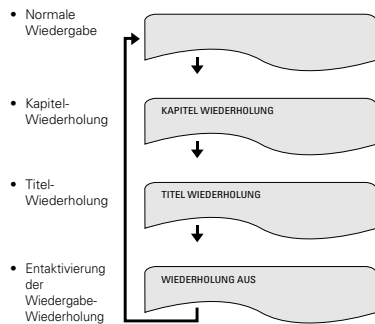 • Normale
Wiedergabe
• Kapitel-
Wiederholung
KAPITEL WIEDERHOLUNG
• Titel-
Wiederholung
TITEL WIEDERHOLUNG
• Entaktivierung
der
Wiedergabe-
Wiederholung
WIEDERHOLUNG AUS